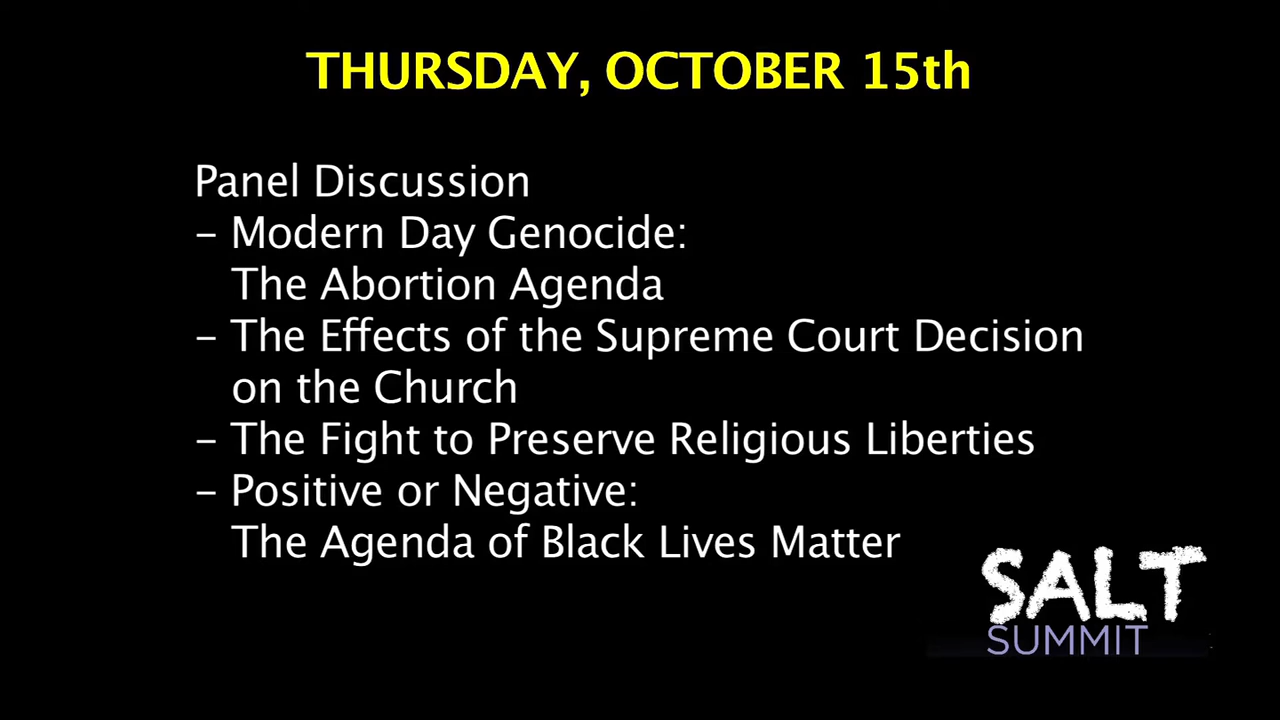 THURSDAY, OCTOBER 15th
Panel Discussion
– Modern Day Genocide:
The Abortion Agenda
– The Effects of the Supreme Court Decision
on the Church
– The Fight to Preserve Religious Liberties
– Positive or Negative:
The Agenda of Black Lives Matter
SALT
SUMMIT